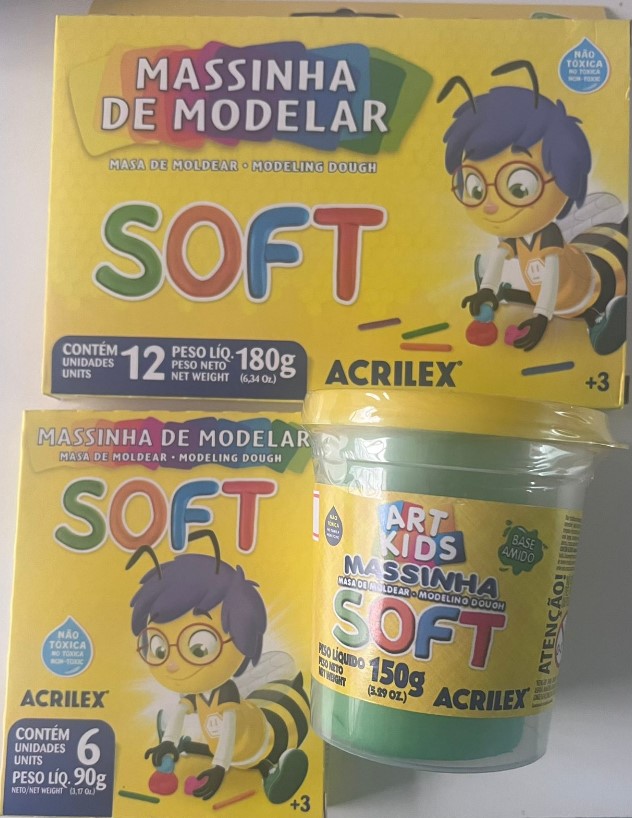 MASSINHA
DE MODELAR
MASA DE MOLDEAR • MODELING DOUGH
SOFT
NÃO
TÓXICA
NO TÓXICA
NON-TOXIC
CONTÉM
UNIDADES
UNITS
12
PESO LÍQ.
PESO NETO
NET WEIGHT
180g
(6,34 Oz.)
ACRILEX®
+3
MASSINHA DE MODELAR
MASA DE MOLDEAR • MODELING DOUGH
SOFT
NÃO
TÓXICA
NO TÓXICA
NON-TOXIC
ACRILEX®
CONTÉM
UNIDADES
UNITS
6
PESO LÍQ. 90g
NETO/NET WEIGHT (3,17 Oz.)
+3
NÃO
TÓXICA
ART
KIDS
BASE
AMIDO
MASSINHA
MASA DE MOLDEAR • MODELING DOUGH
SOFT
PESO LÍQUIDO
PESO NETO
NET WEIGHT
150g
(5.29 OZ.)
ACRILEX®
ATENÇÃO!